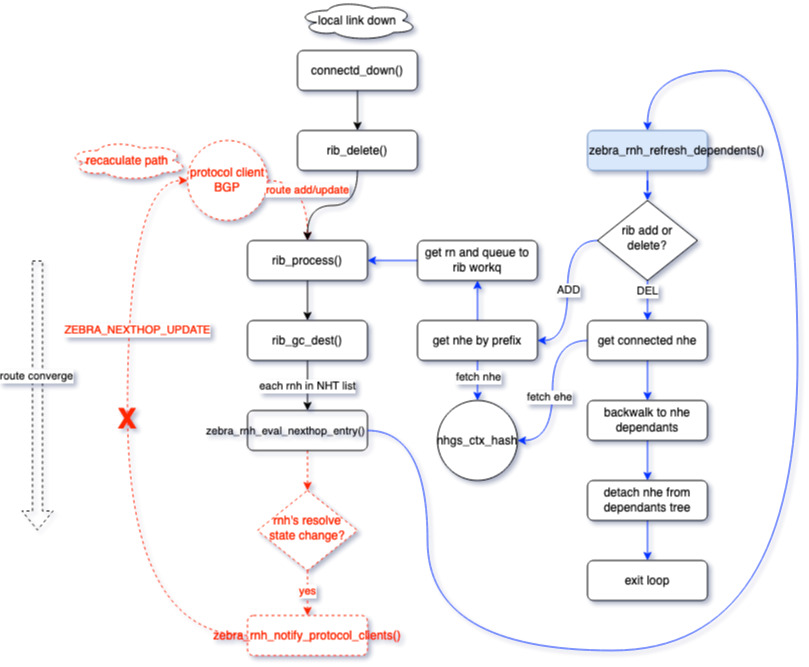 local link down
connectd_down()
rib_delete()
recaculate path
protocol client
BGP
route add/update
zebra_rnh_refresh_dependents()
rib add or
delete?
rib_process()
get rn and queue to
rib workq
ADD
DEL
ZEBRA_NEXTHOP_UPDATE
rib_gc_dest()
get nhe by prefix
get connected nhe
route converge
each rnh in NHT list
fetch nhe
fetch ehe
X
zebra_rnh_eval_nexthop_entry()
nhgs_ctx_hash
backwalk to nhe
dependants
detach nhe from
dependants tree
rnh's resolve
state change?
yes
exit loop
zebra_rnh_notify_protocol_clients()